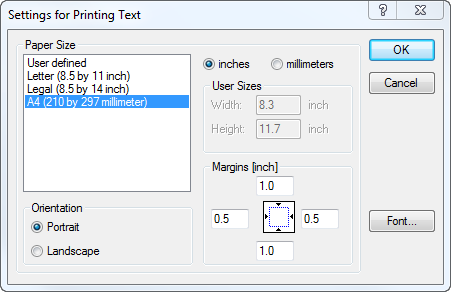 Settings for Printing Text
Paper Size
User defined
Letter (8.5 by 11 inch)
Legal (8.5 by 14 inch)
A4 (210 by 297 millimeter)
Orientation
Portrait
Landscape
inches
millimeters
User Sizes
Width:
8.3
inch
Height:
11.7
inch
Margins [inch]
1.0
0.5
0.5
1.0
OK
Cancel
Font...